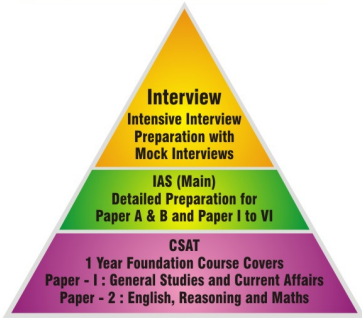 Interview
Intensive Interview
Preparation with
Mock Interviews
IAS (Main)
Detailed Preparation for
Paper A & B and Paper I to VI
CSAT
1 Year Foundation Course Covers
Paper - I : General Studies and Current Affairs
Paper - 2 : English, Reasoning and Maths